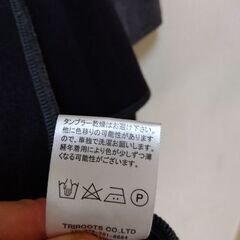 タンブラー乾燥はお避け下さい。
他に色移りの可能性があります
ので、単独で洗濯お願いします。
経年着用により色が少しずつ薄
くなる可能性がございます。
P
TRIROOTS CO.LTD